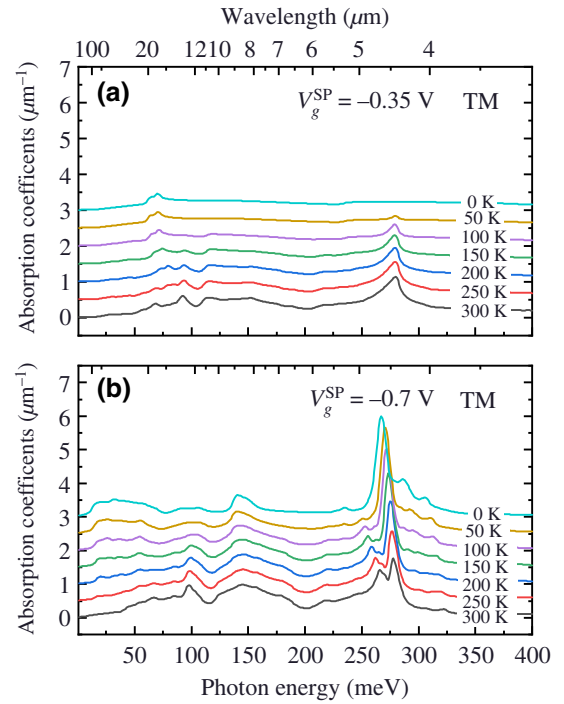 Wavelength (μm)
100 20 1210 8 7 6 5 4
7
6
5
4
3
2
1
0
Absorption coefficents (μm⁻¹)
(a)
V_g^SP = –0.35 V TM
0 K
50 K
100 K
150 K
200 K
250 K
300 K
7
6
5
4
3
2
1
0
Absorption coefficents (μm⁻¹)
(b)
V_g^SP = –0.7 V TM
0 K
50 K
100 K
150 K
200 K
250 K
300 K
50 100 150 200 250 300 350 400
Photon energy (meV)